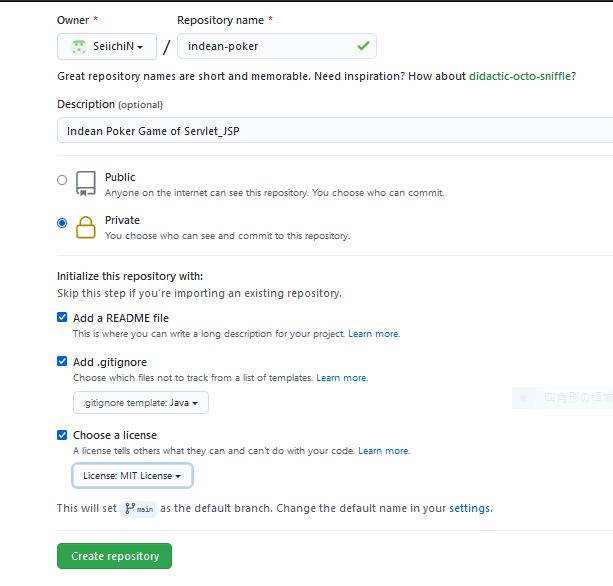 Owner * Repository name *
SeiichiN / indean-poker
Great repository names are short and memorable. Need inspiration? How about didactic-octo-sniffle?
Description (optional)
Indean Poker Game of Servlet_JSP
Public
Anyone on the internet can see this repository. You choose who can commit.
Private
You choose who can see and commit to this repository.
Initialize this repository with:
Skip this step if you're importing an existing repository.
Add a README file
This is where you can write a long description for your project. Learn more.
Add .gitignore
Choose which files not to track from a list of templates. Learn more.
.gitignore template: Java
四角形の領域
Choose a license
A license tells others what they can and can't do with your code. Learn more.
License: MIT License
This will set main as the default branch. Change the default name in your settings.
Create repository